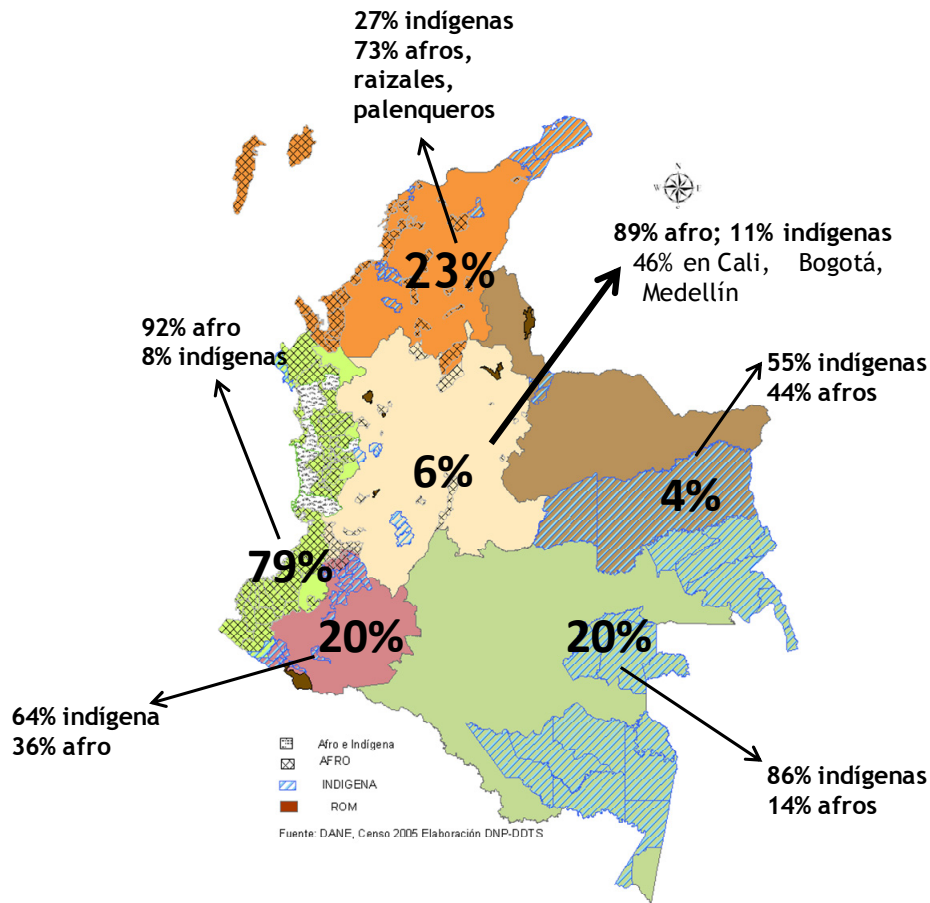 27% indígenas
73% afros,
raizales,
palenqueros
N
W E
S
23%
89% afro; 11% indígenas
46% en Cali, Bogotá,
Medellín
92% afro
8% indígenas
55% indígenas
44% afros
6%
4%
79%
20%
20%
64% indígena
36% afro
86% indígenas
14% afros
Afro e Indígena
AFRO
INDIGENA
ROM
Fuente: DANE, Censo 2005 Elaboración DNP-DDTS